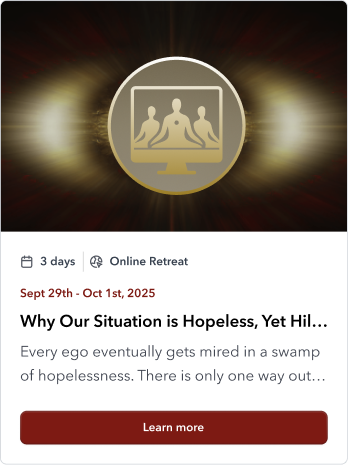 3 days
Online Retreat
Sept 29th - Oct 1st, 2025
Why Our Situation is Hopeless, Yet Hil...
Every ego eventually gets mired in a swamp
of hopelessness. There is only one way out...
Learn more